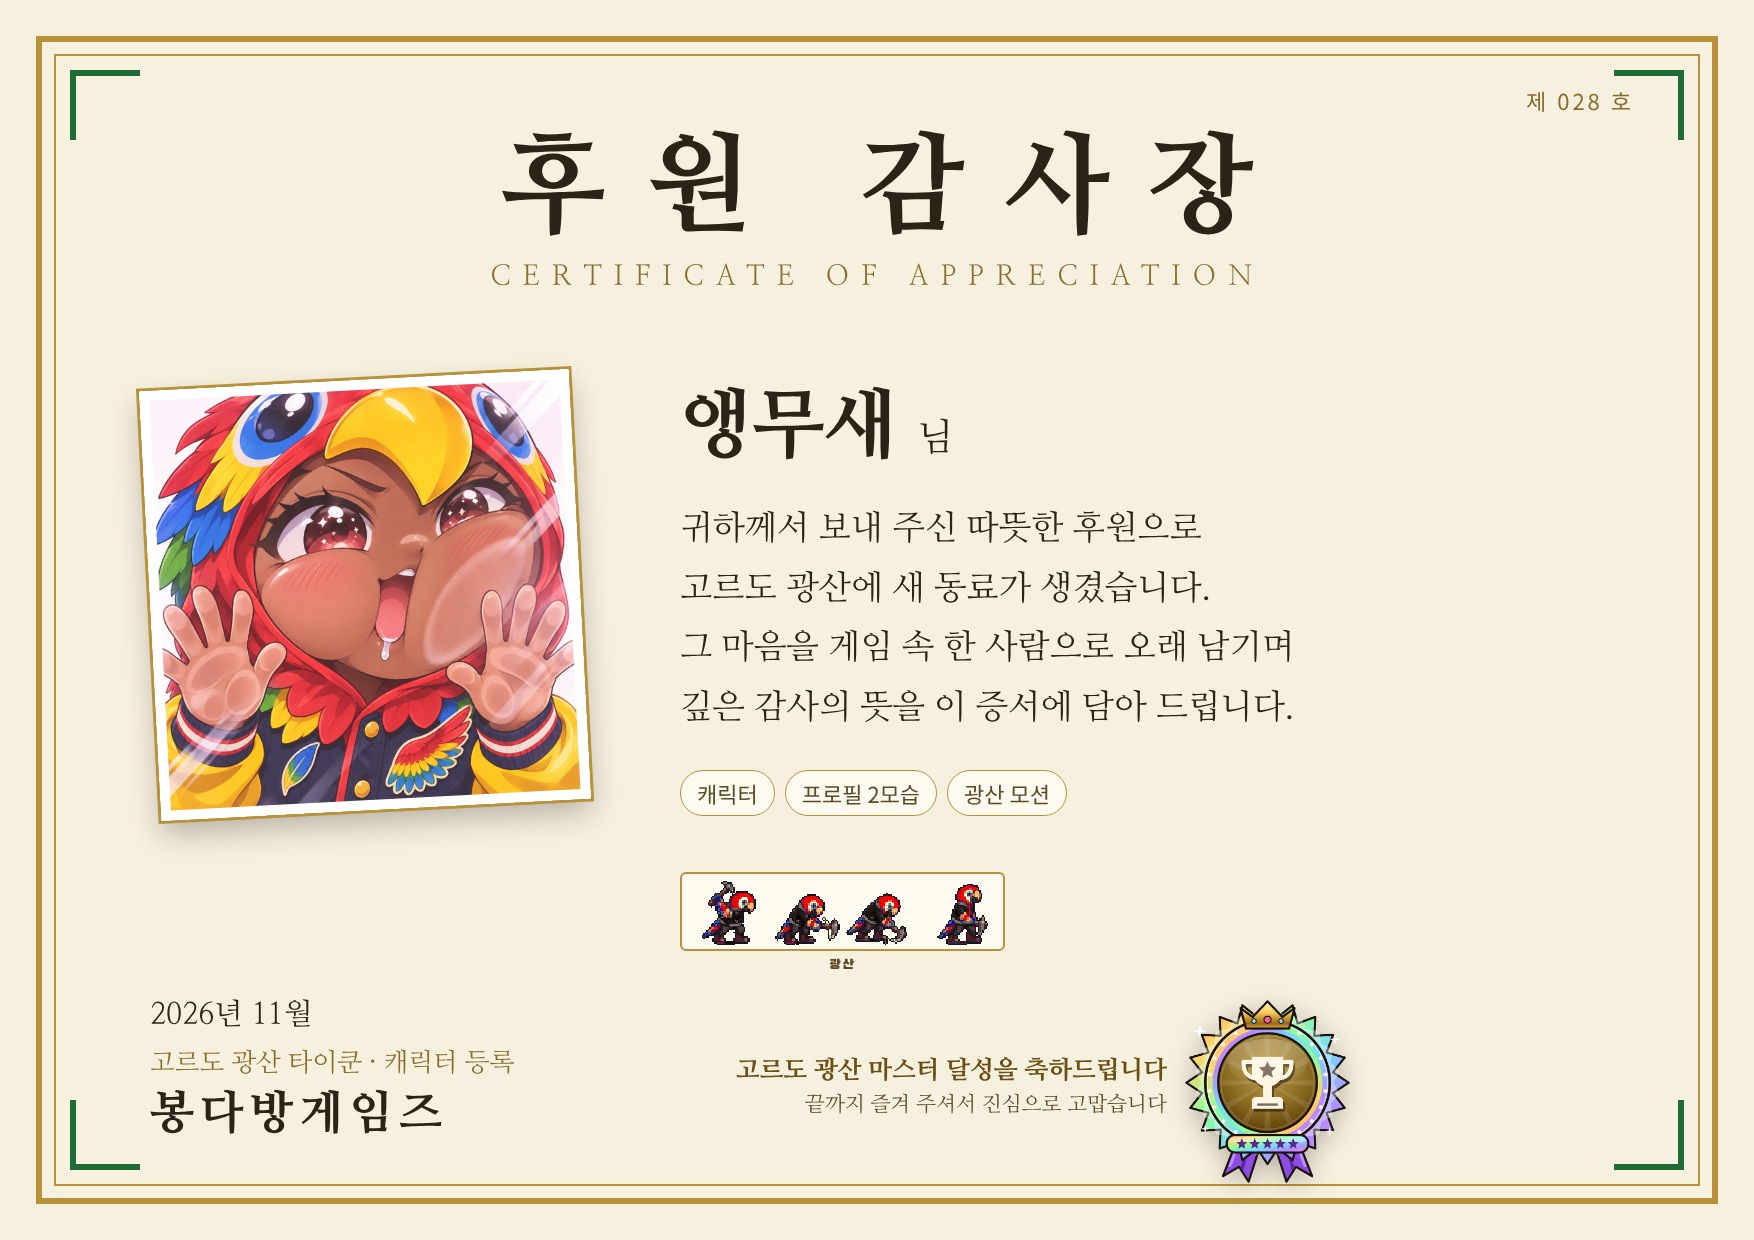 제 028 호
후원 감사장
CERTIFICATE OF APPRECIATION
앵무새 님
귀하께서 보내 주신 따뜻한 후원으로
고르도 광산에 새 동료가 생겼습니다.
그 마음을 게임 속 한 사람으로 오래 남기며
깊은 감사의 뜻을 이 증서에 담아 드립니다.
캐릭터 프로필 2모습 광산 모션
광산
2026년 11월
고르도 광산 타이쿤 · 캐릭터 등록
봉다방게임즈
고르도 광산 마스터 달성을 축하드립니다
끝까지 즐겨 주셔서 진심으로 고맙습니다